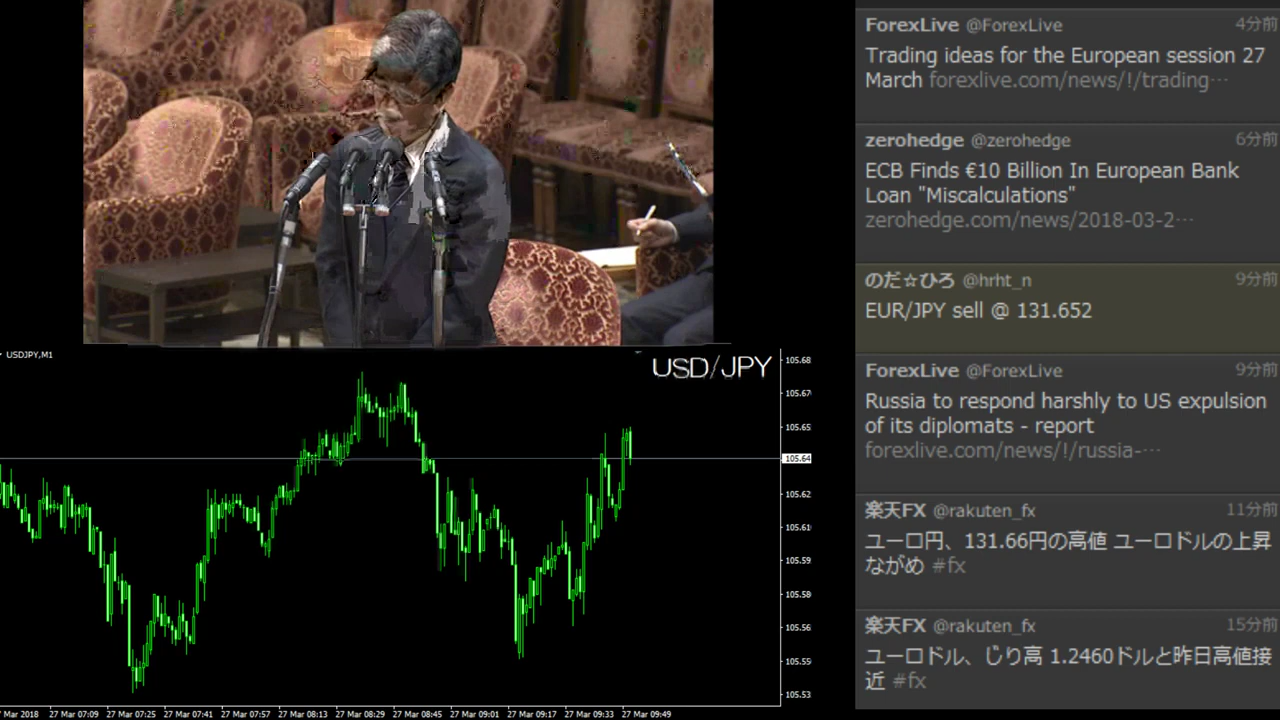 USDJPY,M1
USD/JPY
105.68
105.67
105.65
105.64
105.62
105.61
105.59
105.58
105.56
105.55
105.53
Mar 2018 27 Mar 07:09 27 Mar 07:25 27 Mar 07:41 27 Mar 07:57 27 Mar 08:13 27 Mar 08:29 27 Mar 08:45 27 Mar 09:01 27 Mar 09:17 27 Mar 09:33 27 Mar 09:49
ForexLive @ForexLive 4分前
Trading ideas for the European session 27
March forexlive.com/news/!/trading…
zerohedge @zerohedge 6分前
ECB Finds €10 Billion In European Bank
Loan "Miscalculations"
zerohedge.com/news/2018-03-2…
のだ☆ひろ @hrht_n 9分前
EUR/JPY sell @ 131.652
ForexLive @ForexLive 9分前
Russia to respond harshly to US expulsion
of its diplomats - report
forexlive.com/news/!/russia-…
楽天FX @rakuten_fx 11分前
ユーロ円、131.66円の高値 ユーロドルの上昇
ながめ #fx
楽天FX @rakuten_fx 15分前
ユーロドル、じり高 1.2460ドルと昨日高値接
近 #fx